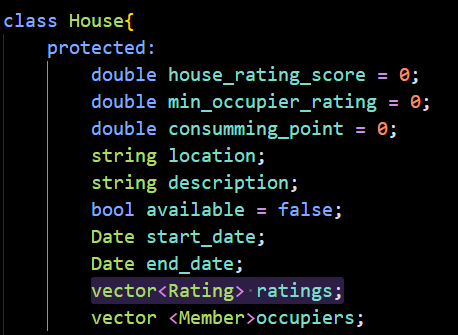 class House{
    protected:
        double house_rating_score = 0;
        double min_occupier_rating = 0;
        double consumming_point = 0;
        string location;
        string description;
        bool available = false;
        Date start_date;
        Date end_date;
        vector<Rating> ratings;
        vector <Member>occupiers;